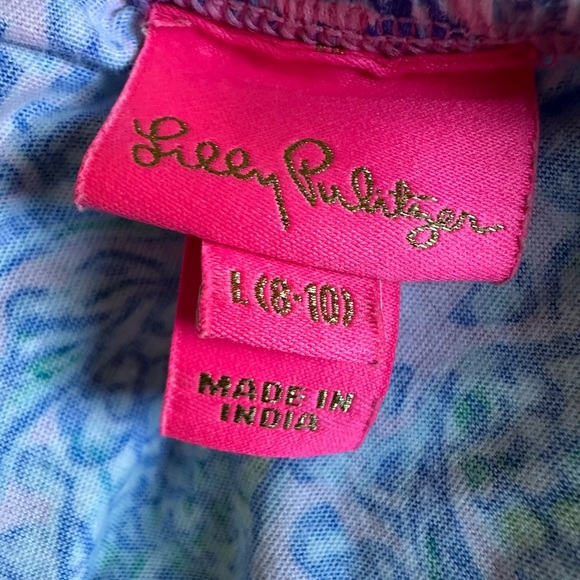 Lilly Pulitzer
L (8-10)
MADE IN
INDIA